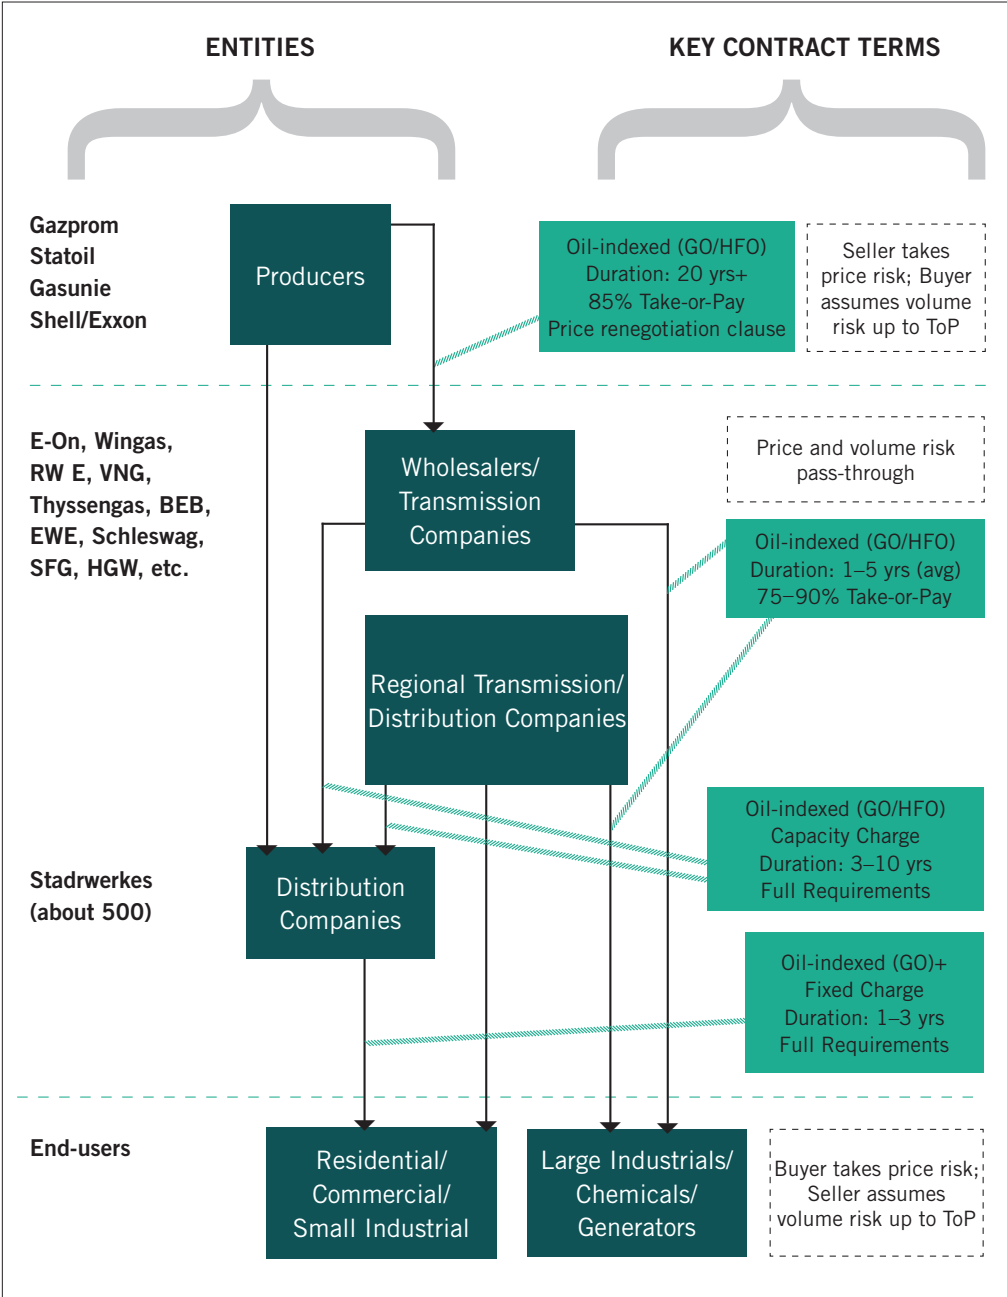 ENTITIES
KEY CONTRACT TERMS
Gazprom
Statoil
Gasunie
Shell/Exxon
Producers
Oil-indexed (GO/HFO)
Duration: 20 yrs+
85% Take-or-Pay
Price renegotiation clause
Seller takes
price risk; Buyer
assumes volume
risk up to ToP
E-On, Wingas,
RW E, VNG,
Thyssengas, BEB,
EWE, Schleswag,
SFG, HGW, etc.
Wholesalers/
Transmission
Companies
Price and volume risk
pass-through
Oil-indexed (GO/HFO)
Duration: 1–5 yrs (avg)
75–90% Take-or-Pay
Regional Transmission/
Distribution Companies
Oil-indexed (GO/HFO)
Capacity Charge
Duration: 3–10 yrs
Full Requirements
Stadrwerkes
(about 500)
Distribution
Companies
Oil-indexed (GO)+
Fixed Charge
Duration: 1–3 yrs
Full Requirements
End-users
Residential/
Commercial/
Small Industrial
Large Industrials/
Chemicals/
Generators
Buyer takes price risk;
Seller assumes
volume risk up to ToP